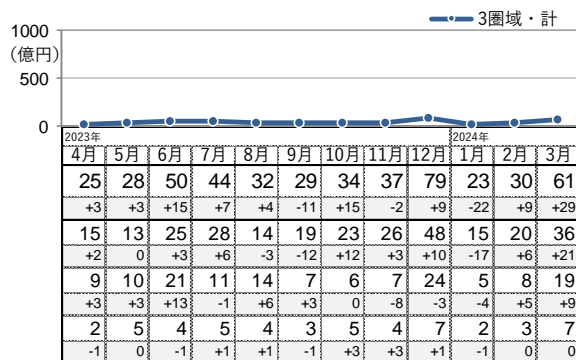 3圏域・計
1000
(億円)
500
0
2023年 2024年
4月 5月 6月 7月 8月 9月 10月 11月 12月 1月 2月 3月
25 28 50 44 32 29 34 37 79 23 30 61
+3 +3 +15 +7 +4 -11 +15 -2 +9 -22 +9 +29
15 13 25 28 14 19 23 26 48 15 20 36
+2 0 +3 +6 -3 -12 +12 +3 +10 -17 +6 +21
9 10 21 11 14 7 6 7 24 5 8 19
+3 +3 +13 -1 +6 +3 0 -8 -3 -4 +5 +9
2 5 4 5 4 3 5 4 7 2 3 7
-1 0 -1 +1 +1 -1 +3 +3 +1 -1 0 0